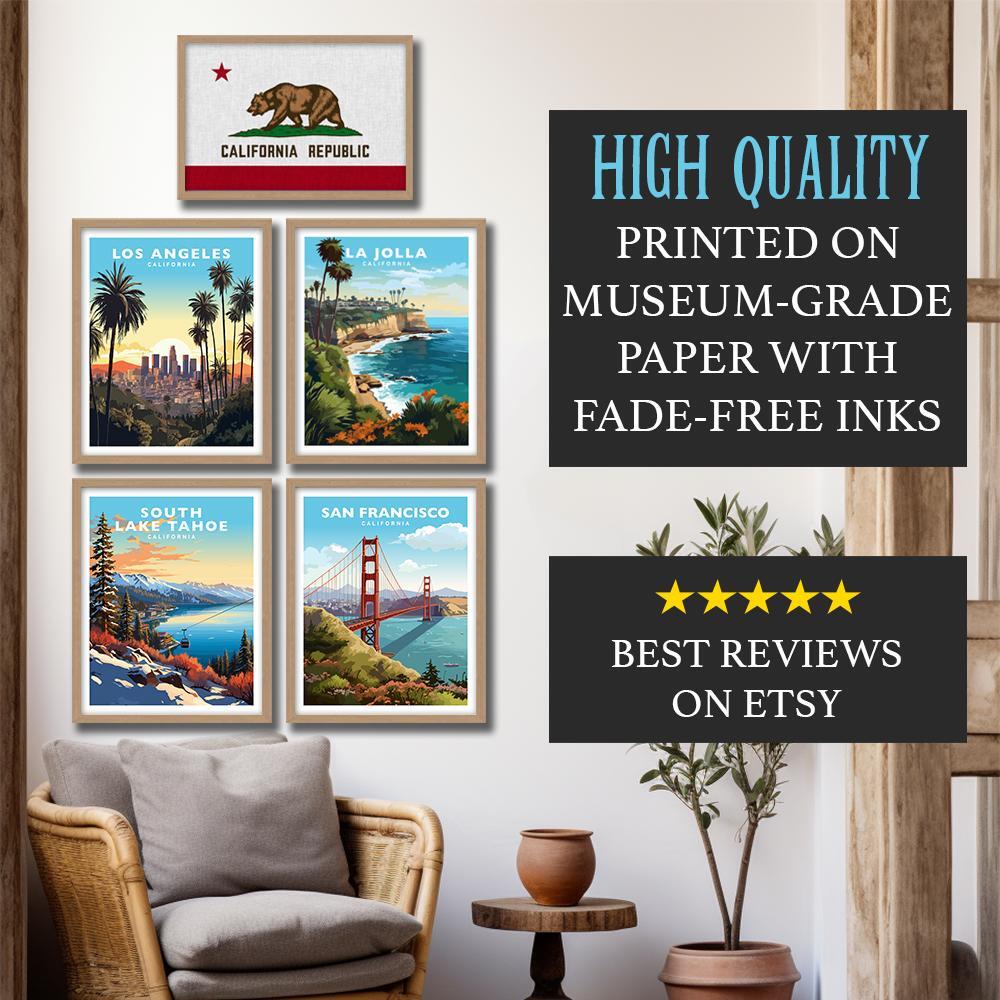 CALIFORNIA REPUBLIC
LOS ANGELES
CALIFORNIA
LA JOLLA
CALIFORNIA
SOUTH
LAKE TAHOE
CALIFORNIA
SAN FRANCISCO
CALIFORNIA
HIGH QUALITY
PRINTED ON
MUSEUM-GRADE
PAPER WITH
FADE-FREE INKS
★★★★★
BEST REVIEWS
ON ETSY